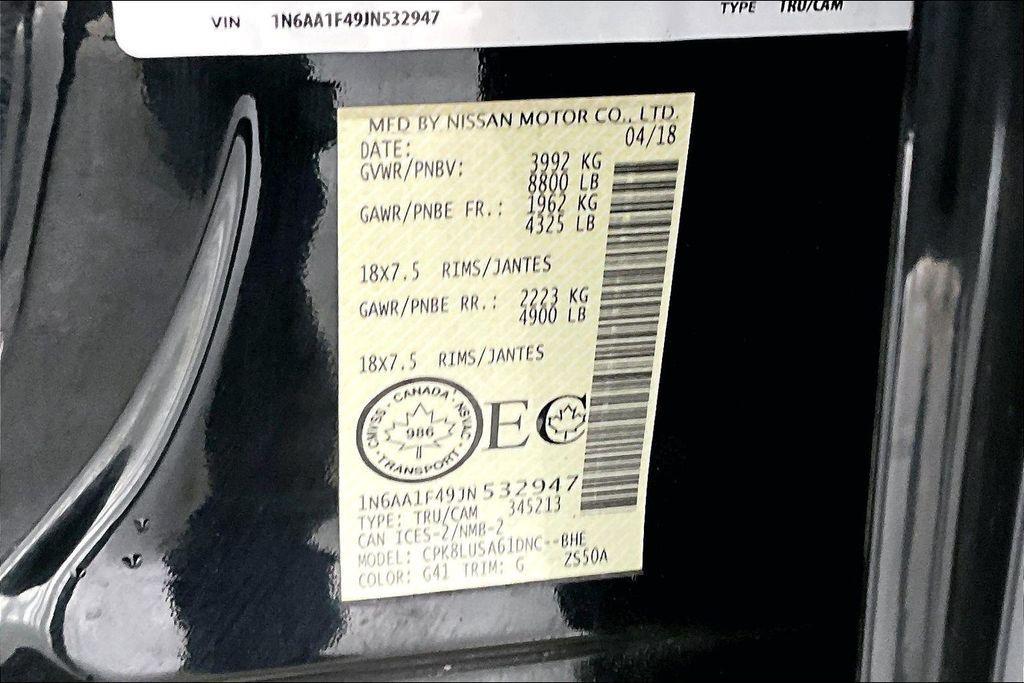 VIN 1N6AA1F49JN532947 TYPE TRU/CAM
MFD BY NISSAN MOTOR CO., LTD.
DATE: 04/18
GVWR/PNBV: 3992 KG
8800 LB
GAWR/PNBE FR.: 1962 KG
4325 LB
18X7.5 RIMS/JANTES
GAWR/PNBE RR.: 2223 KG
4900 LB
18X7.5 RIMS/JANTES
CANADA
CMVSS · NSVAC
986
TRANSPORT
EC
1N6AA1F49JN532947
TYPE: TRU/CAM 345213
CAN ICES-2/NMB-2
MODEL: CPK8LUSA61DNC--BHE
COLOR: G41 TRIM: G ZS50A